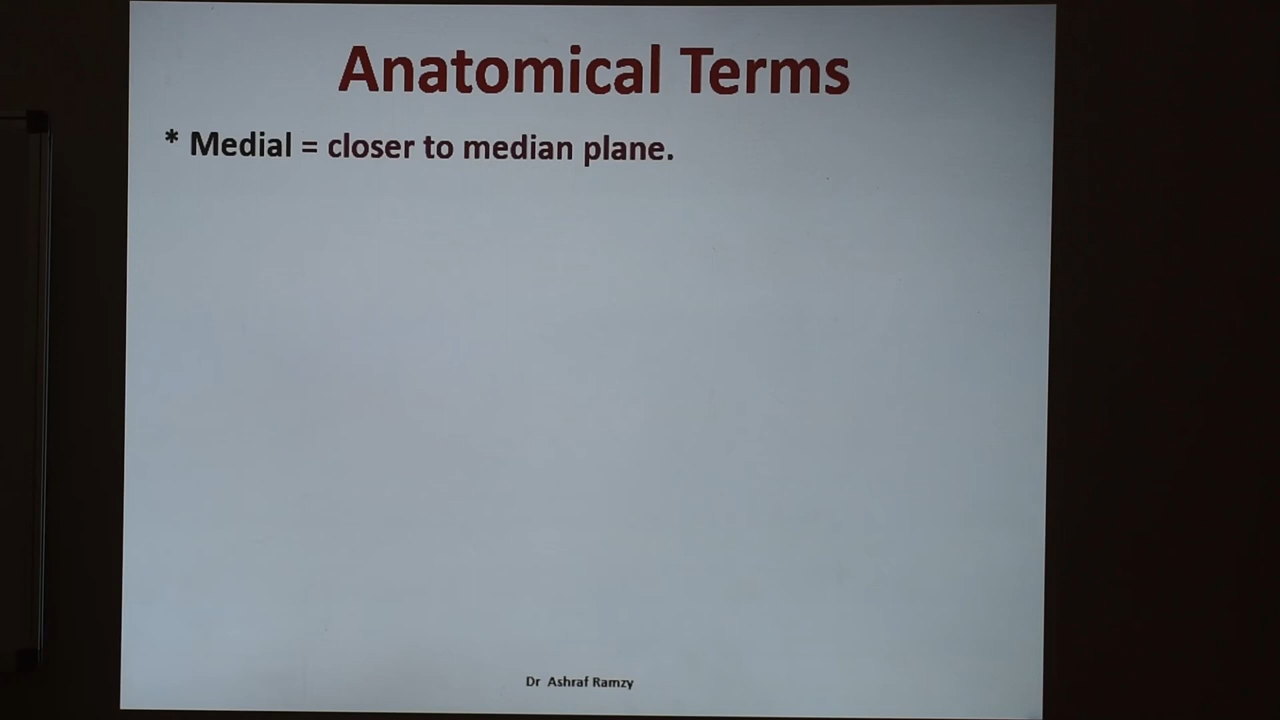 Anatomical Terms
* Medial = closer to median plane.
Dr Ashraf Ramzy